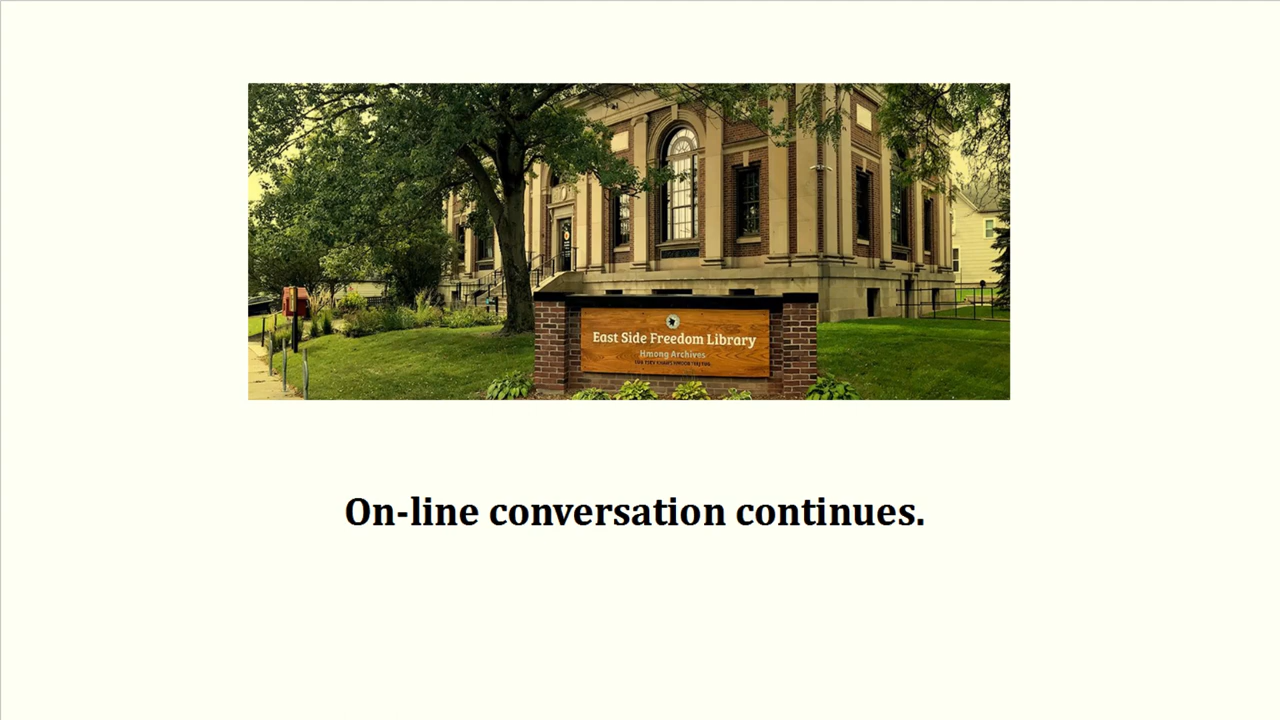 East Side Freedom Library
Hmong Archives
On-line conversation continues.